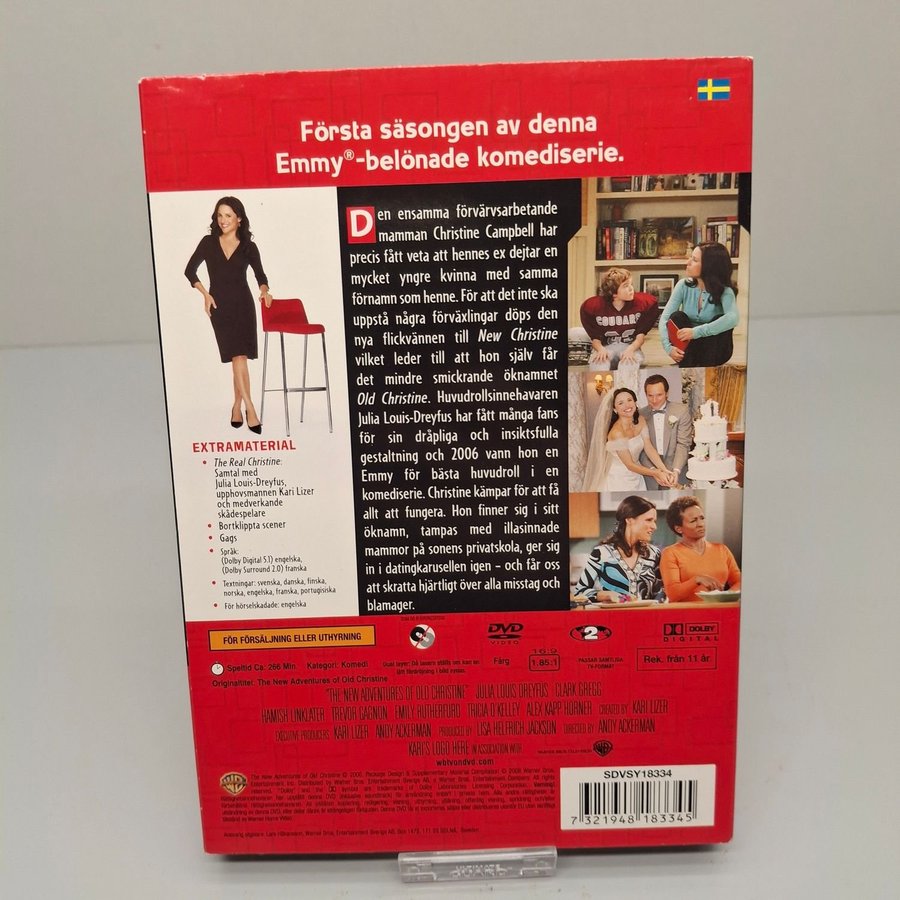 Första säsongen av denna
Emmy®-belönade komediserie.
Den ensamma förvärvsarbetande
mamman Christine Campbell har
precis fått veta att hennes ex dejtar en
mycket yngre kvinna med samma
förnamn som henne. För att det inte ska
uppstå några förväxlingar döps den
nya flickvännen till New Christine
vilket leder till att hon själv får
det mindre smickrande öknamnet
Old Christine. Huvudrollsinnehavaren
Julia Louis-Dreyfus har fått många fans
för sin dråpliga och insiktsfulla
gestaltning och 2006 vann hon en
Emmy för bästa huvudroll i en
komediserie. Christine kämpar för att få
allt att fungera. Hon finner sig i sitt
öknamn, tampas med illasinnade
mammor på sonens privatskola, ger sig
in i datingkarusellen igen – och får oss
att skratta hjärtligt över alla misstag och
blamager.
COUGARS
EXTRAMATERIAL
• The Real Christine:
Samtal med
Julia Louis-Dreyfus,
upphovsmannen Kari Lizer
och medverkande
skådespelare
• Bortklippta scener
• Gags
• Språk:
(Dolby Digital 5.1) engelska,
(Dolby Surround 2.0) franska
• Textningar: svenska, danska, finska,
norska, engelska, franska, portugisiska
• För hörselskadade: engelska
FÖR FÖRSÄLJNING ELLER UTHYRNING
DVD
VIDEO
2
DOLBY
DIGITAL
Speltid Ca: 266 Min. Kategori: Komedi
Färg
16:9
1.85:1
PASSAR SAMTLIGA
TV-FORMAT
Rek. från 11 år
Originaltitel: The New Adventures of Old Christine
"THE NEW ADVENTURES OF OLD CHRISTINE" JULIA LOUIS-DREYFUS CLARK GREGG
HAMISH LINKLATER TREVOR GAGNON EMILY RUTHERFURD TRICIA O'KELLEY ALEX KAPP HORNER CREATED BY KARI LIZER
EXECUTIVE PRODUCERS KARI LIZER ANDY ACKERMAN PRODUCED BY LISA HELFRICH JACKSON DIRECTED BY ANDY ACKERMAN
KARI'S LOGO HERE IN ASSOCIATION WITH WARNER BROS. TELEVISION
wbtvondvd.com
SDVSY18334
7 321948 183345
ULTIMATE
GUARD